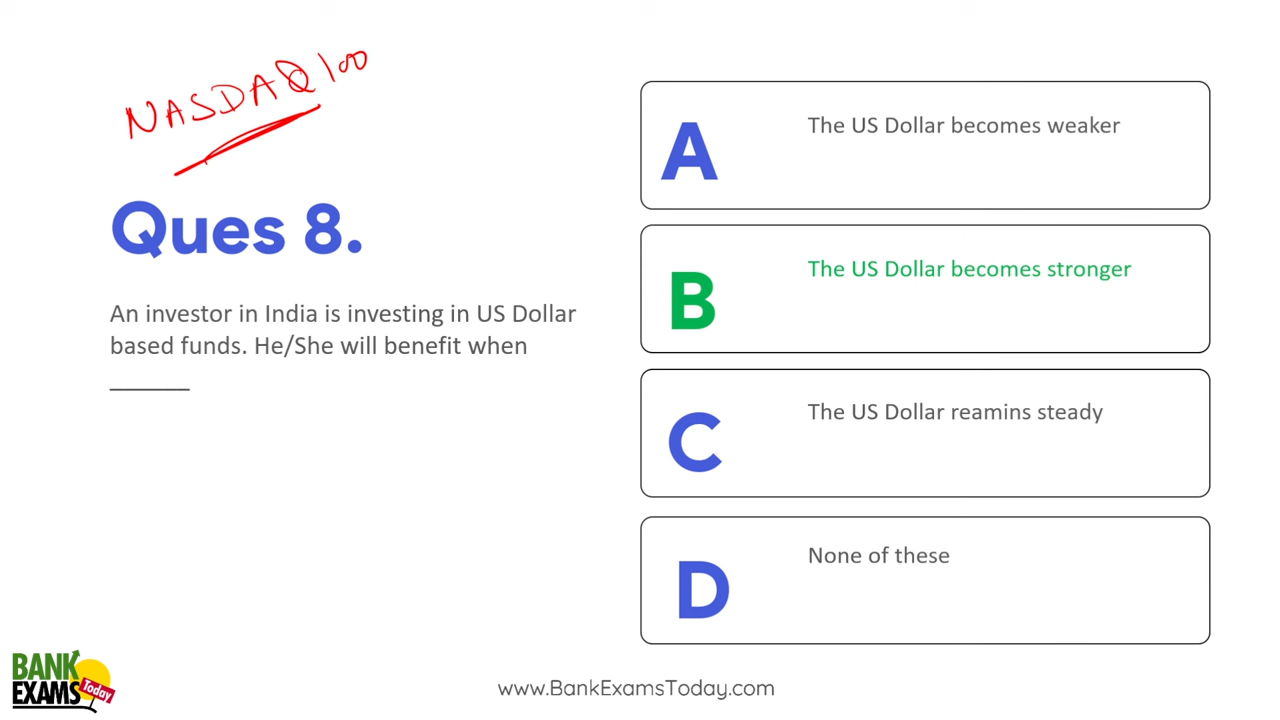 NASDAQ 100
Ques 8.
An investor in India is investing in US Dollar
based funds. He/She will benefit when
________
A
The US Dollar becomes weaker
B
The US Dollar becomes stronger
C
The US Dollar reamins steady
D
None of these
BANK
EXAMS
Today
www.BankExamsToday.com